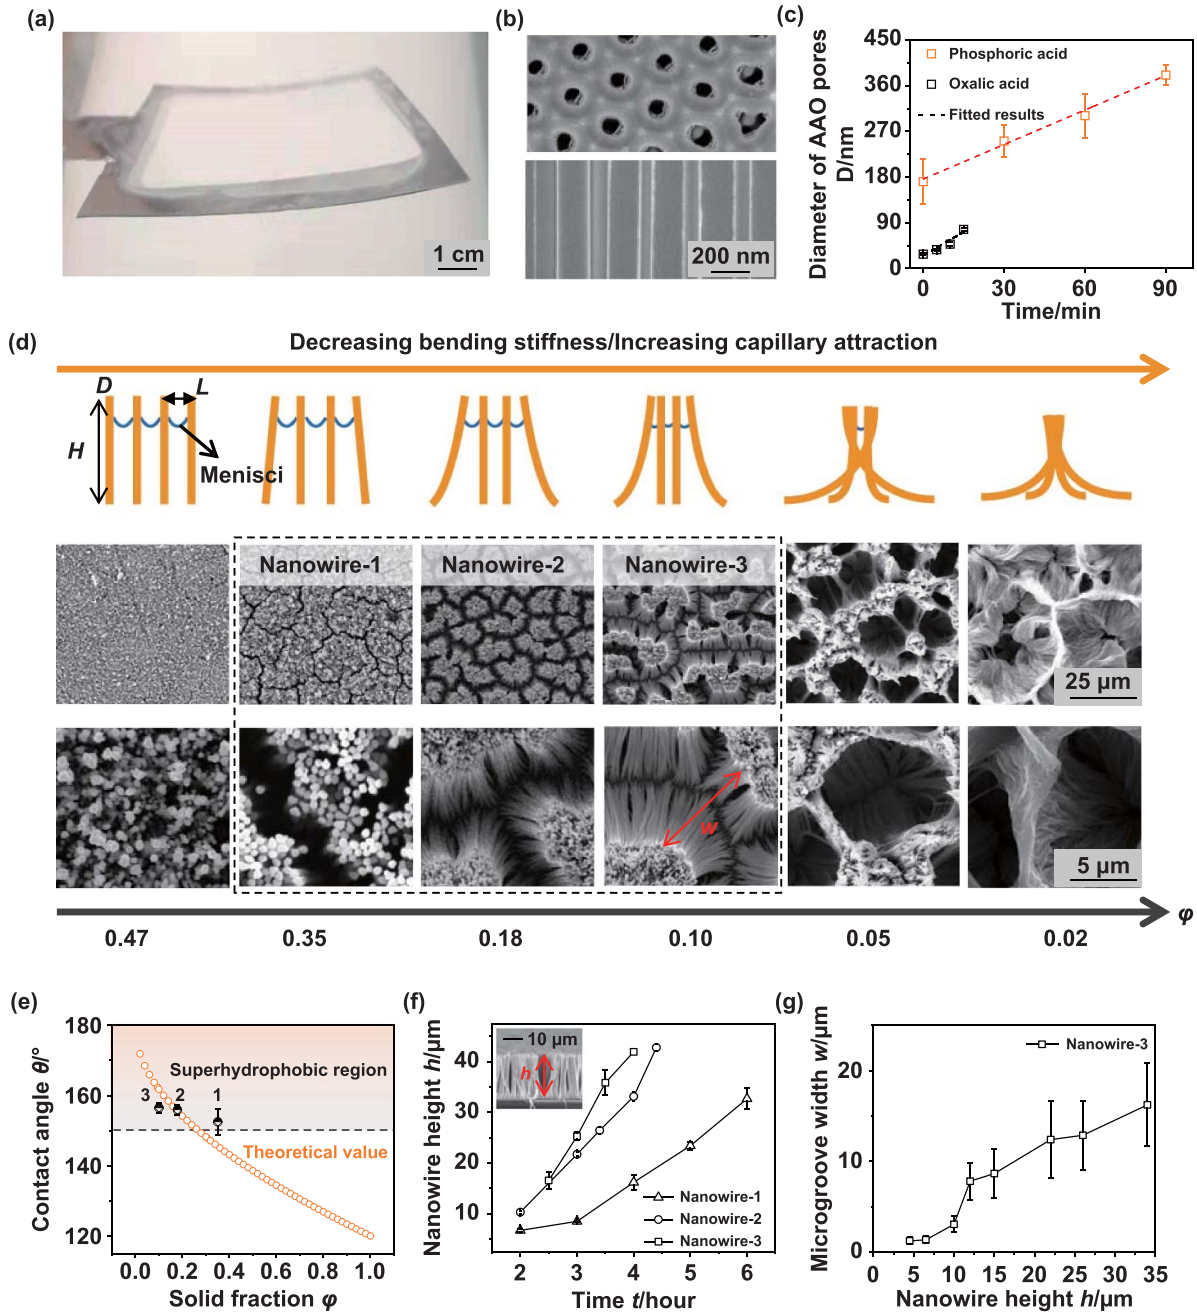 (a)
1 cm
(b)
200 nm
(c)
Diameter of AAO pores
D/nm
450
360
270
180
90
0
Phosphoric acid
Oxalic acid
Fitted results
0 30 60 90
Time/min
(d)
Decreasing bending stiffness/Increasing capillary attraction
D
L
H
Menisci
Nanowire-1
Nanowire-2
Nanowire-3
25 μm
w
5 μm
φ
0.47 0.35 0.18 0.10 0.05 0.02
(e)
Contact angle θ/°
180
170
160
150
140
130
120
Superhydrophobic region
3 2 1
Theoretical value
0.0 0.2 0.4 0.6 0.8 1.0
Solid fraction φ
(f)
Nanowire height h/μm
40
30
20
10
10 μm
h
Nanowire-1
Nanowire-2
Nanowire-3
2 3 4 5 6
Time t/hour
(g)
Microgroove width w/μm
20
10
0
Nanowire-3
0 5 10 15 20 25 30 35
Nanowire height h/μm